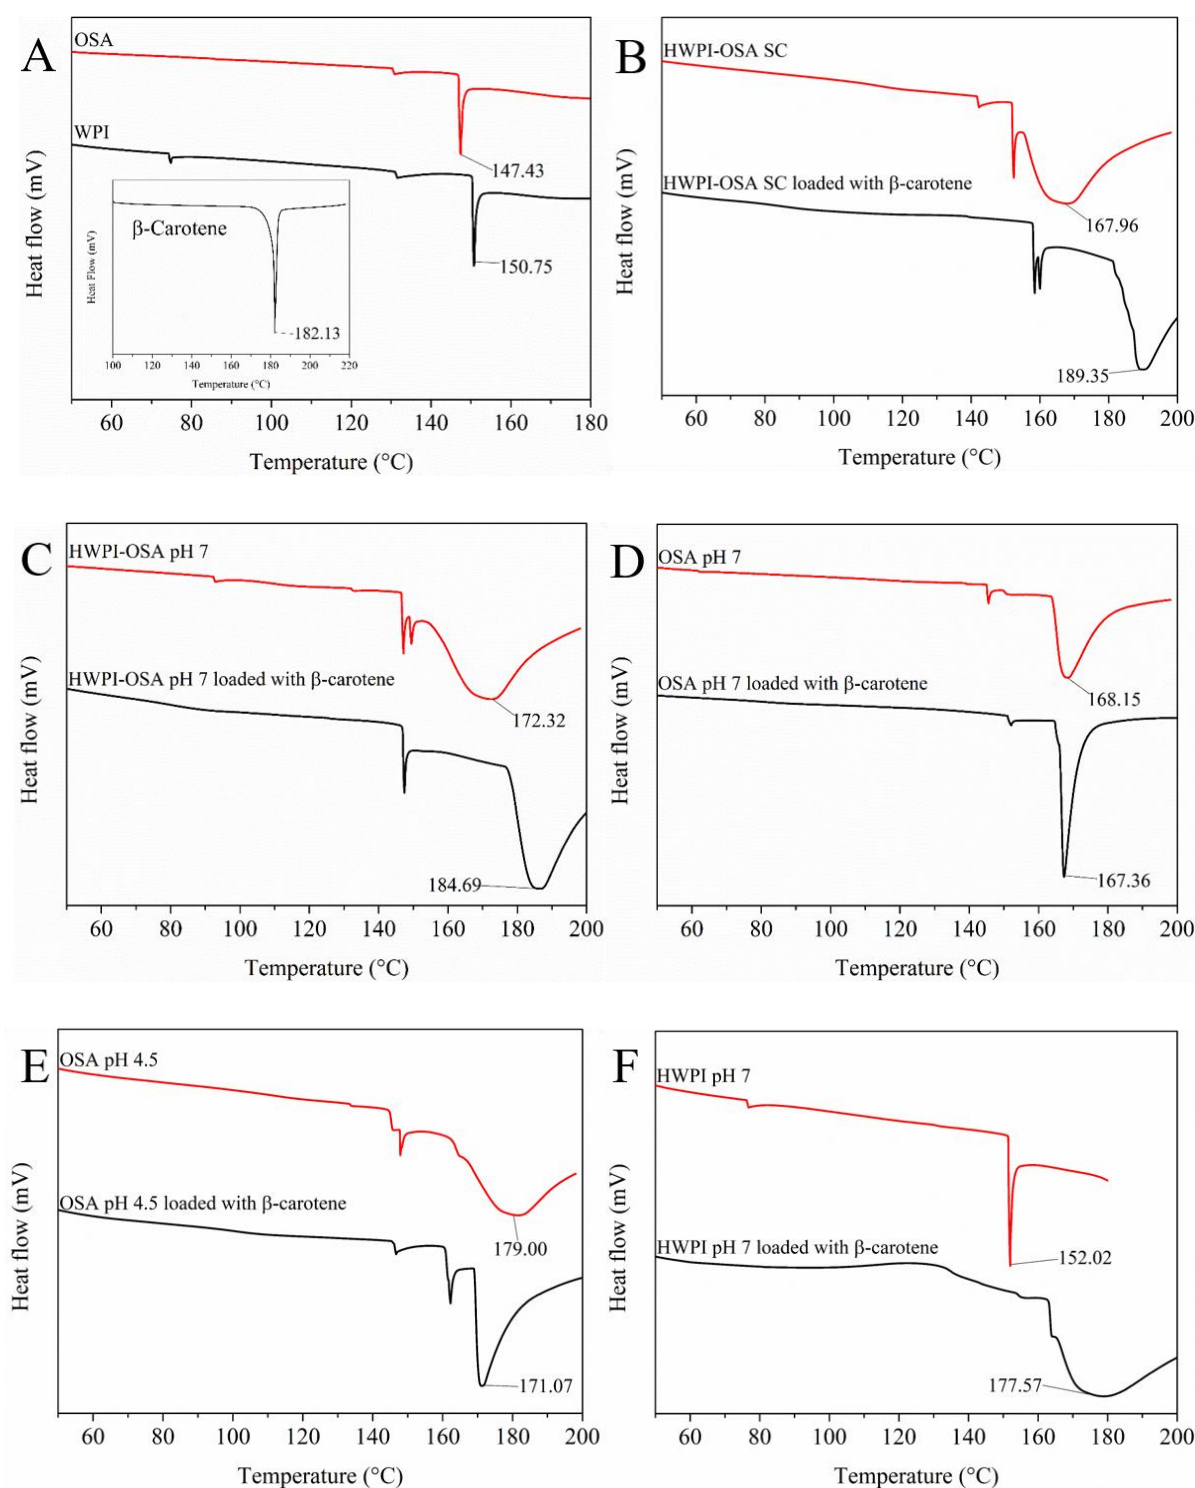 A
OSA
147.43
WPI
150.75
β-Carotene
182.13
Heat Flow (mV)
100 120 140 160 180 200 220
Temperature (°C)
Heat flow (mV)
60 80 100 120 140 160 180
Temperature (°C)
B
HWPI-OSA SC
HWPI-OSA SC loaded with β-carotene
167.96
189.35
Heat flow (mV)
60 80 100 120 140 160 180 200
Temperature (°C)
C
HWPI-OSA pH 7
HWPI-OSA pH 7 loaded with β-carotene
172.32
184.69
Heat flow (mV)
60 80 100 120 140 160 180 200
Temperature (°C)
D
OSA pH 7
OSA pH 7 loaded with β-carotene
168.15
167.36
Heat flow (mV)
60 80 100 120 140 160 180 200
Temperature (°C)
E
OSA pH 4.5
OSA pH 4.5 loaded with β-carotene
179.00
171.07
Heat flow (mV)
60 80 100 120 140 160 180 200
Temperature (°C)
F
HWPI pH 7
HWPI pH 7 loaded with β-carotene
152.02
177.57
Heat flow (mV)
60 80 100 120 140 160 180 200
Temperature (°C)